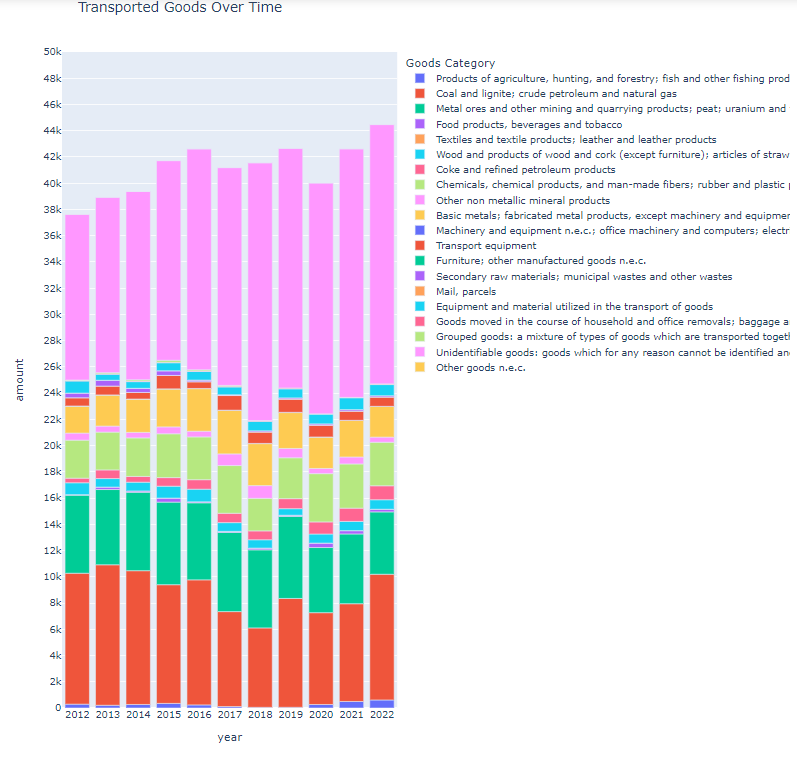 Transported Goods Over Time
50k
48k
46k
44k
42k
40k
38k
36k
34k
32k
30k
28k
26k
24k
22k
20k
18k
16k
14k
12k
10k
8k
6k
4k
2k
0
amount
2012 2013 2014 2015 2016 2017 2018 2019 2020 2021 2022
year
Goods Category
Products of agriculture, hunting, and forestry; fish and other fishing prod
Coal and lignite; crude petroleum and natural gas
Metal ores and other mining and quarrying products; peat; uranium and
Food products, beverages and tobacco
Textiles and textile products; leather and leather products
Wood and products of wood and cork (except furniture); articles of straw
Coke and refined petroleum products
Chemicals, chemical products, and man-made fibers; rubber and plastic
Other non metallic mineral products
Basic metals; fabricated metal products, except machinery and equipmer
Machinery and equipment n.e.c.; office machinery and computers; electr
Transport equipment
Furniture; other manufactured goods n.e.c.
Secondary raw materials; municipal wastes and other wastes
Mail, parcels
Equipment and material utilized in the transport of goods
Goods moved in the course of household and office removals; baggage a
Grouped goods: a mixture of types of goods which are transported togetl
Unidentifiable goods: goods which for any reason cannot be identified an
Other goods n.e.c.